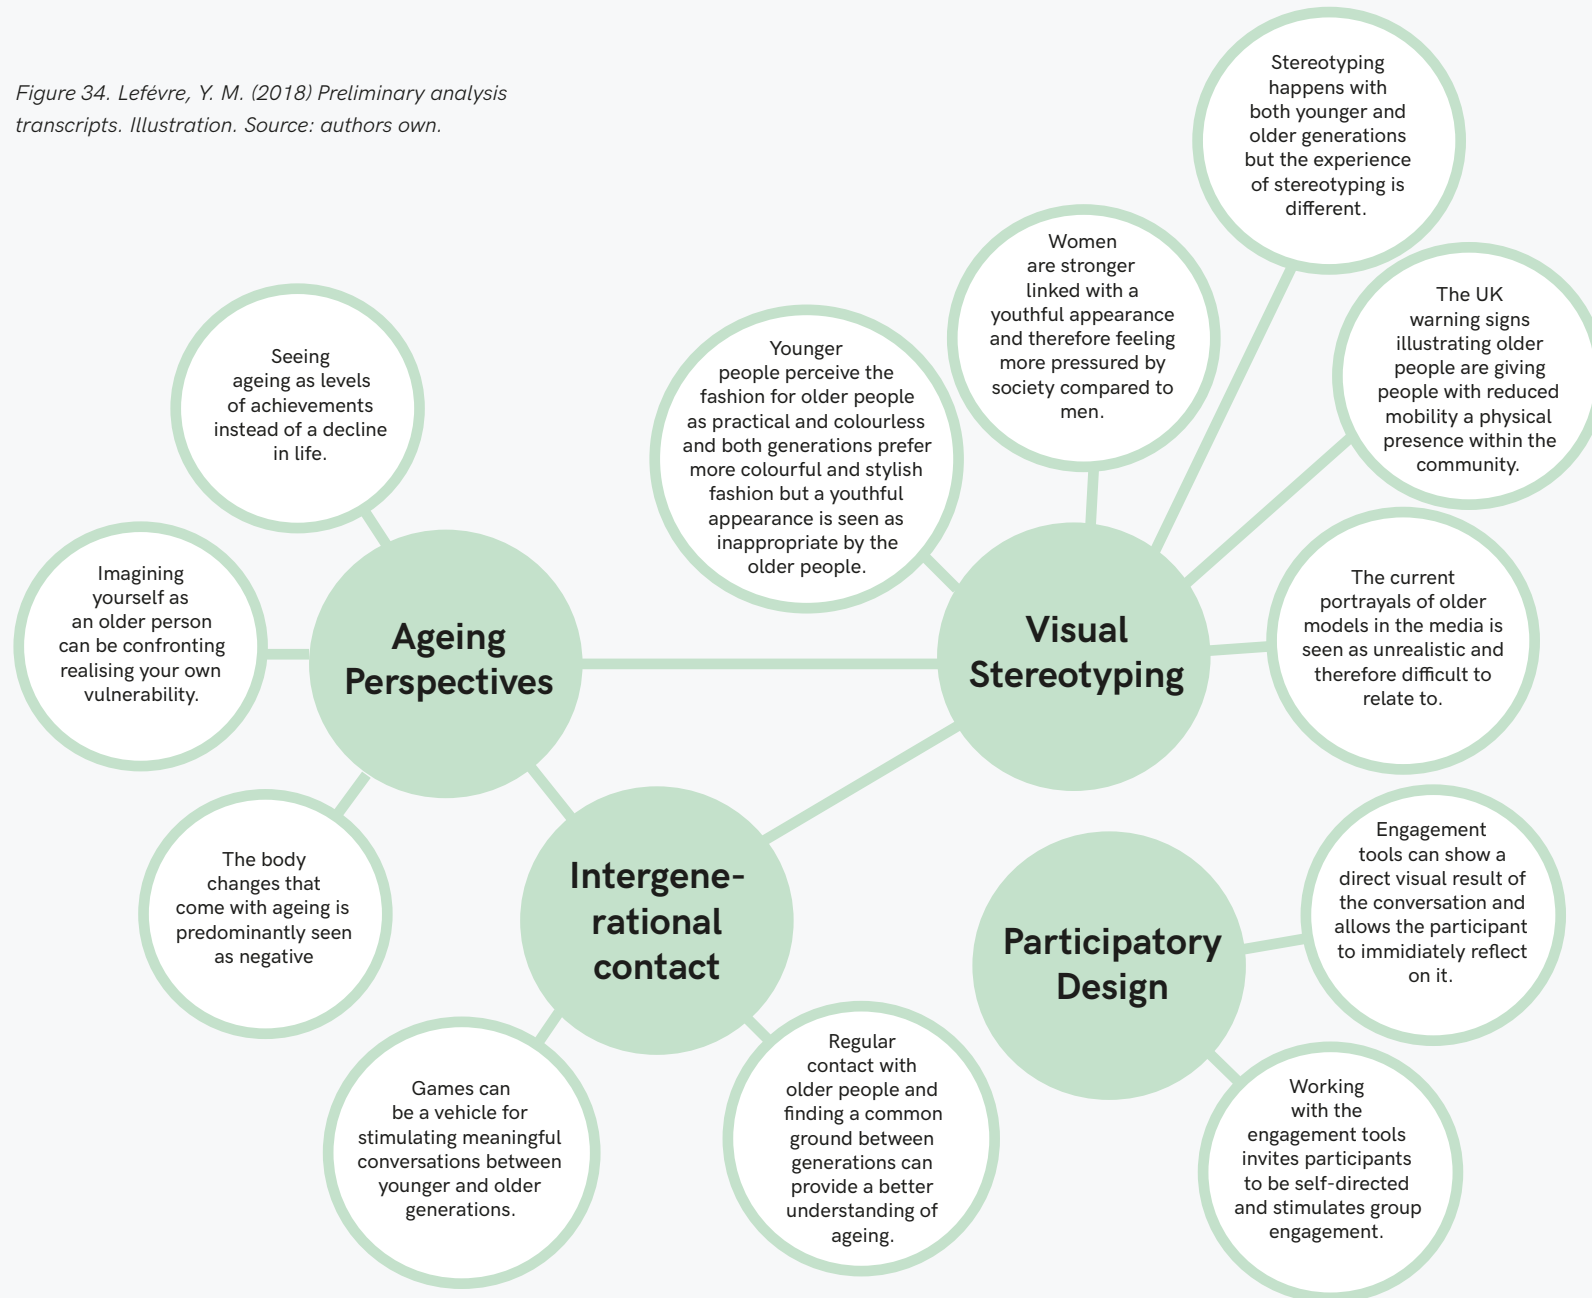 Figure 34. Lefévre, Y. M. (2018) Preliminary analysis
transcripts. Illustration. Source: authors own.
Stereotyping
happens with
both younger and
older generations
but the experience
of stereotyping is
different.
Women
are stronger
linked with a
youthful appearance
and therefore feeling
more pressured by
society compared to
men.
The UK
warning signs
illustrating older
people are giving
people with reduced
mobility a physical
presence within the
community.
Younger
people perceive the
fashion for older people
as practical and colourless
and both generations prefer
more colourful and stylish
fashion but a youthful
appearance is seen as
inappropriate by the
older people.
Seeing
ageing as levels
of achievements
instead of a decline
in life.
Imagining
yourself as
an older person
can be confronting
realising your own
vulnerability.
Ageing
Perspectives
Visual
Stereotyping
The current
portrayals of older
models in the media is
seen as unrealistic and
therefore difficult to
relate to.
The body
changes that
come with ageing is
predominantly seen
as negative
Intergene-
rational
contact
Participatory
Design
Engagement
tools can show a
direct visual result of
the conversation and
allows the participant
to immidiately reflect
on it.
Games can
be a vehicle for
stimulating meaningful
conversations between
younger and older
generations.
Regular
contact with
older people and
finding a common
ground between
generations can
provide a better
understanding of
ageing.
Working
with the
engagement tools
invites participants
to be self-directed
and stimulates group
engagement.